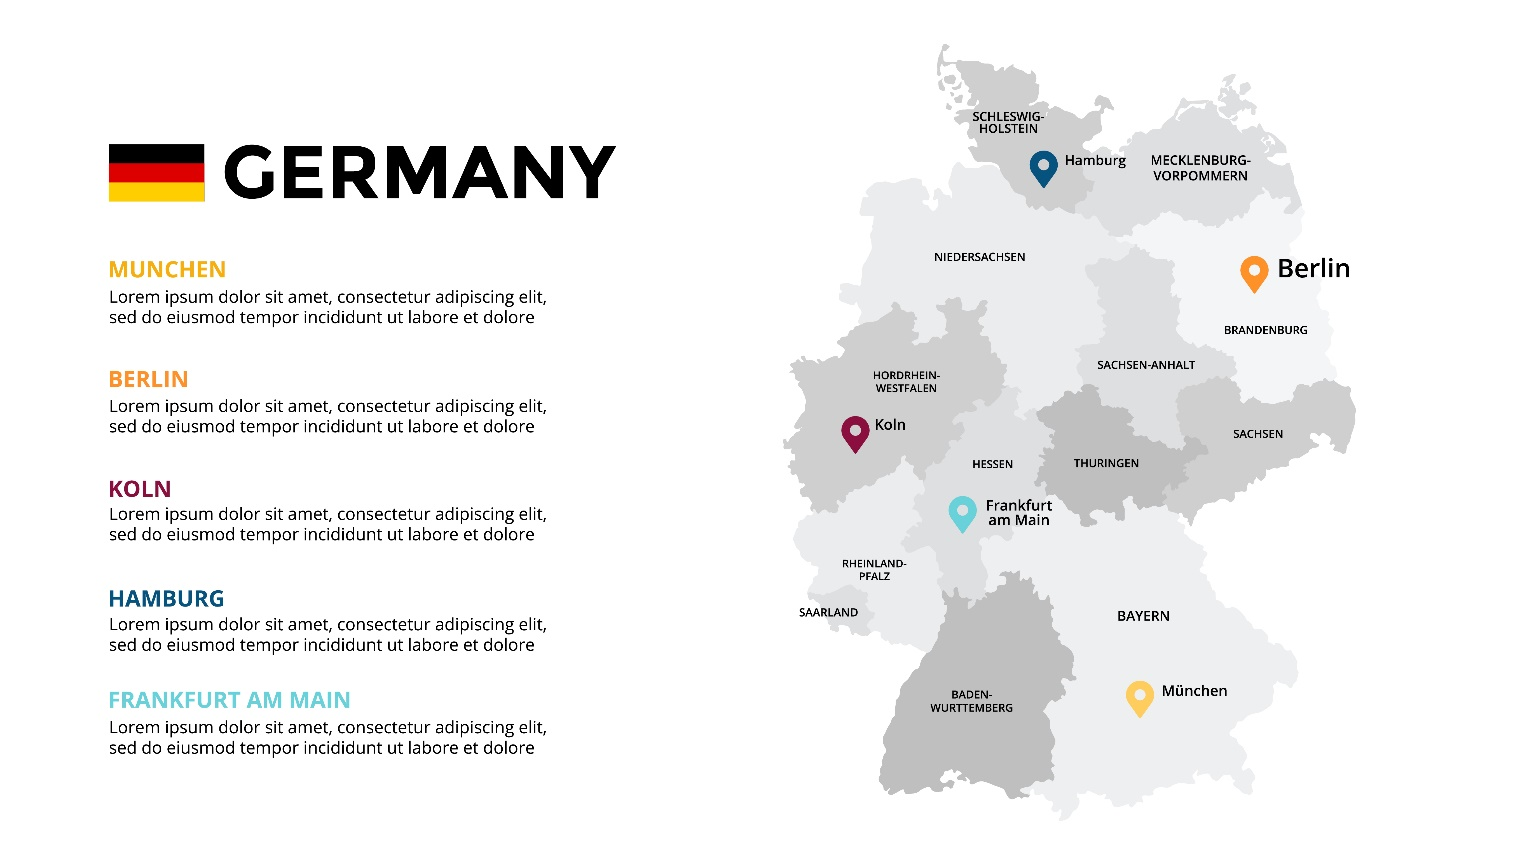 GERMANY
MUNCHEN
Lorem ipsum dolor sit amet, consectetur adipiscing elit,
sed do eiusmod tempor incididunt ut labore et dolore
BERLIN
Lorem ipsum dolor sit amet, consectetur adipiscing elit,
sed do eiusmod tempor incididunt ut labore et dolore
KOLN
Lorem ipsum dolor sit amet, consectetur adipiscing elit,
sed do eiusmod tempor incididunt ut labore et dolore
HAMBURG
Lorem ipsum dolor sit amet, consectetur adipiscing elit,
sed do eiusmod tempor incididunt ut labore et dolore
FRANKFURT AM MAIN
Lorem ipsum dolor sit amet, consectetur adipiscing elit,
sed do eiusmod tempor incididunt ut labore et dolore
SCHLESWIG-
HOLSTEIN
Hamburg
MECKLENBURG-
VORPOMMERN
NIEDERSACHSEN
Berlin
BRANDENBURG
SACHSEN-ANHALT
HORDRHEIN-
WESTFALEN
Koln
SACHSEN
HESSEN
THURINGEN
Frankfurt
am Main
RHEINLAND-
PFALZ
SAARLAND
BAYERN
BADEN-
WURTTEMBERG
München